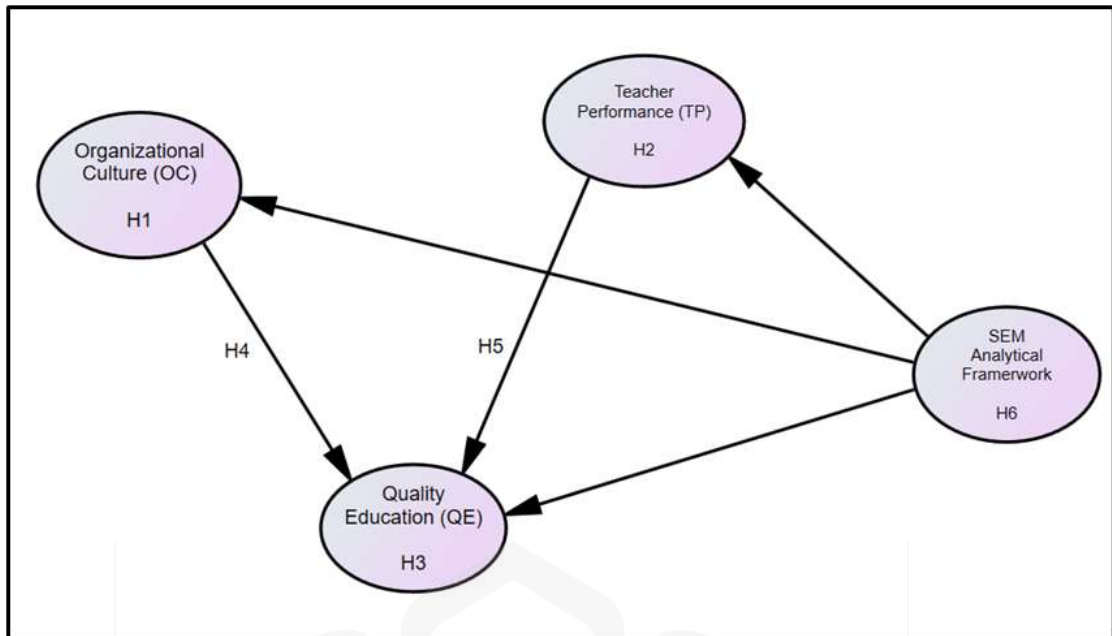 Teacher
Performance (TP)
H2
Organizational
Culture (OC)
H1
H4
H5
SEM
Analytical
Framerwork
H6
Quality
Education (QE)
H3